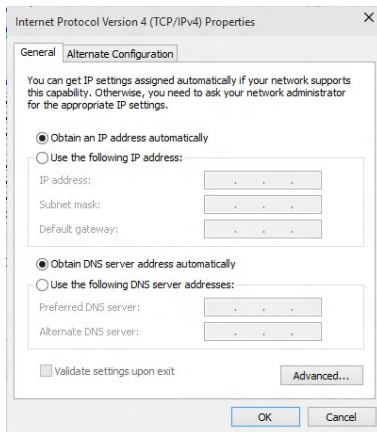 Internet Protocol Version 4 (TCP/IPv4) Properties
General
Alternate Configuration
You can get IP settings assigned automatically if your network supports
this capability. Otherwise, you need to ask your network administrator
for the appropriate IP settings.
Obtain an IP address automatically
Use the following IP address:
IP address:
Subnet mask:
Default gateway:
Obtain DNS server address automatically
Use the following DNS server addresses:
Preferred DNS server:
Alternate DNS server:
Validate settings upon exit
Advanced...
OK
Cancel